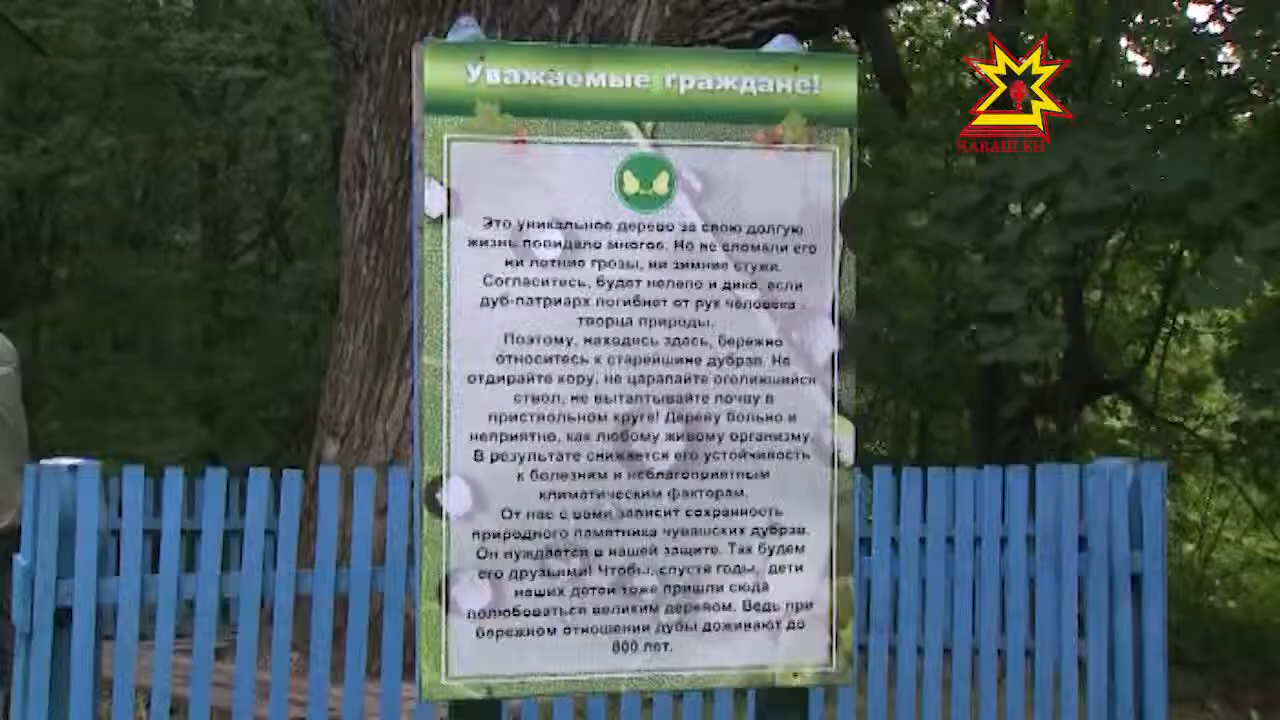 Уважаемые граждане!
ЧӐВАШ ЕН
Это уникальное дерево за свою долгую
жизнь повидало многое. Но не сломали его
ни летние грозы, ни зимние стужи.
Согласитесь, будет нелепо и дико, если
дуб-патриарх погибнет от рук человека -
творца природы.
Поэтому, находясь здесь, бережно
относитесь к старейшине дубрав. Не
отдирайте кору, не царапайте оголившийся
ствол, не вытаптывайте почву в
приствольном круге! Дереву больно и
неприятно, как любому живому организму.
В результате снижается его устойчивость
к болезням и неблагоприятным
климатическим факторам.
От нас с вами зависит сохранность
природного памятника чувашских дубрав.
Он нуждается в нашей защите. Так будем
его друзьями! Чтобы, спустя годы, дети
наших детей тоже пришли сюда
полюбоваться великим деревом. Ведь при
бережном отношении дубы доживают до
800 лет.